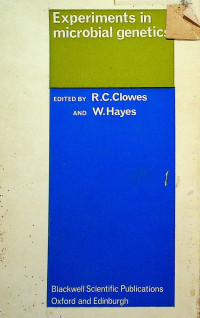 Experiments in
microbial genetics
EDITED BY R.C.Clowes
AND W.Hayes
Blackwell Scientific Publications
Oxford and Edinburgh